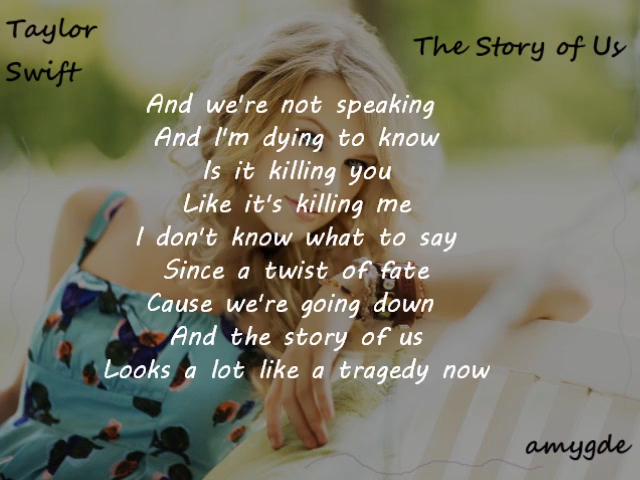 Taylor
Swift
The Story of Us
And we're not speaking
And I'm dying to know
Is it killing you
Like it's killing me
I don't know what to say
Since a twist of fate
Cause we're going down
And the story of us
Looks a lot like a tragedy now
amygde